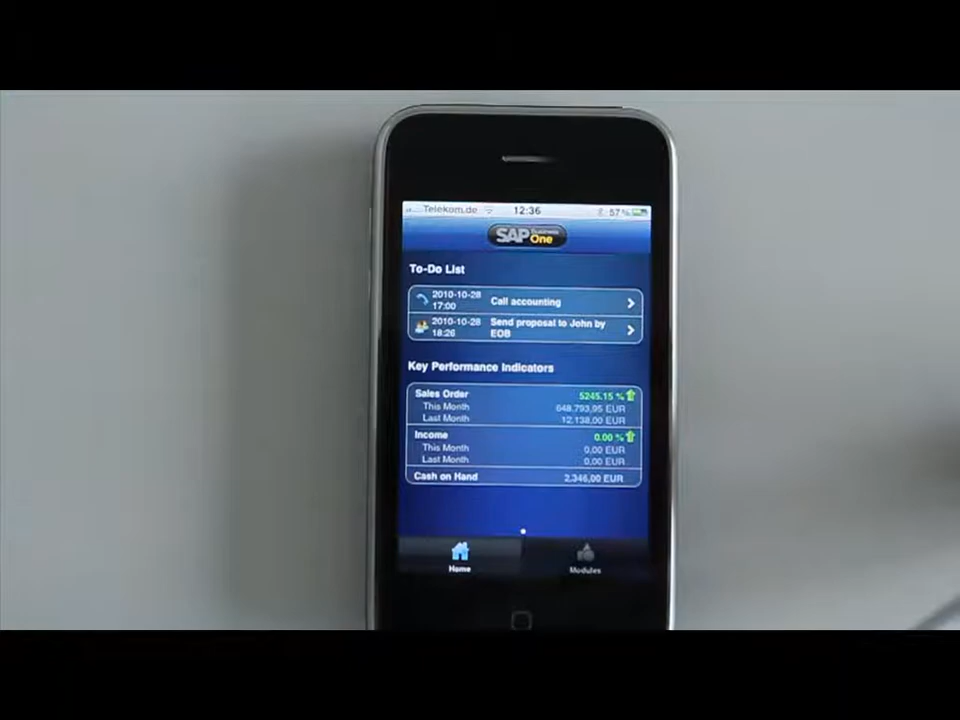 Telekom.de 12:36 57%
SAP Business One
To-Do List
2010-10-28 17:00 Call accounting
2010-10-28 18:26 Send proposal to John by EOB
Key Performance Indicators
Sales Order 5245.15 %
This Month 648.793,95 EUR
Last Month 12.138,00 EUR
Income 0.00 %
This Month 0,00 EUR
Last Month 0,00 EUR
Cash on Hand 2.346,00 EUR
Home Modules